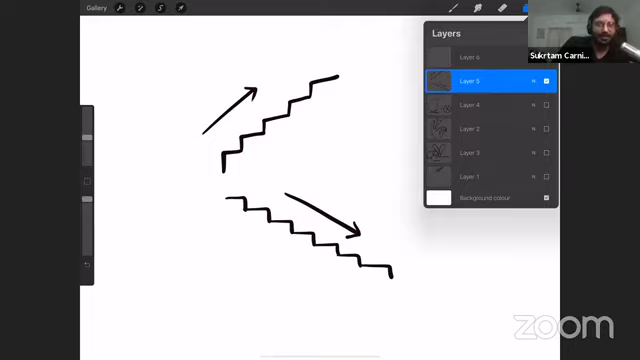 Gallery
Layers
Layer 6
Sukrtam Carni...
Layer 5
N
Layer 4
N
Layer 2
N
Layer 3
N
Layer 1
N
Background colour
zoom